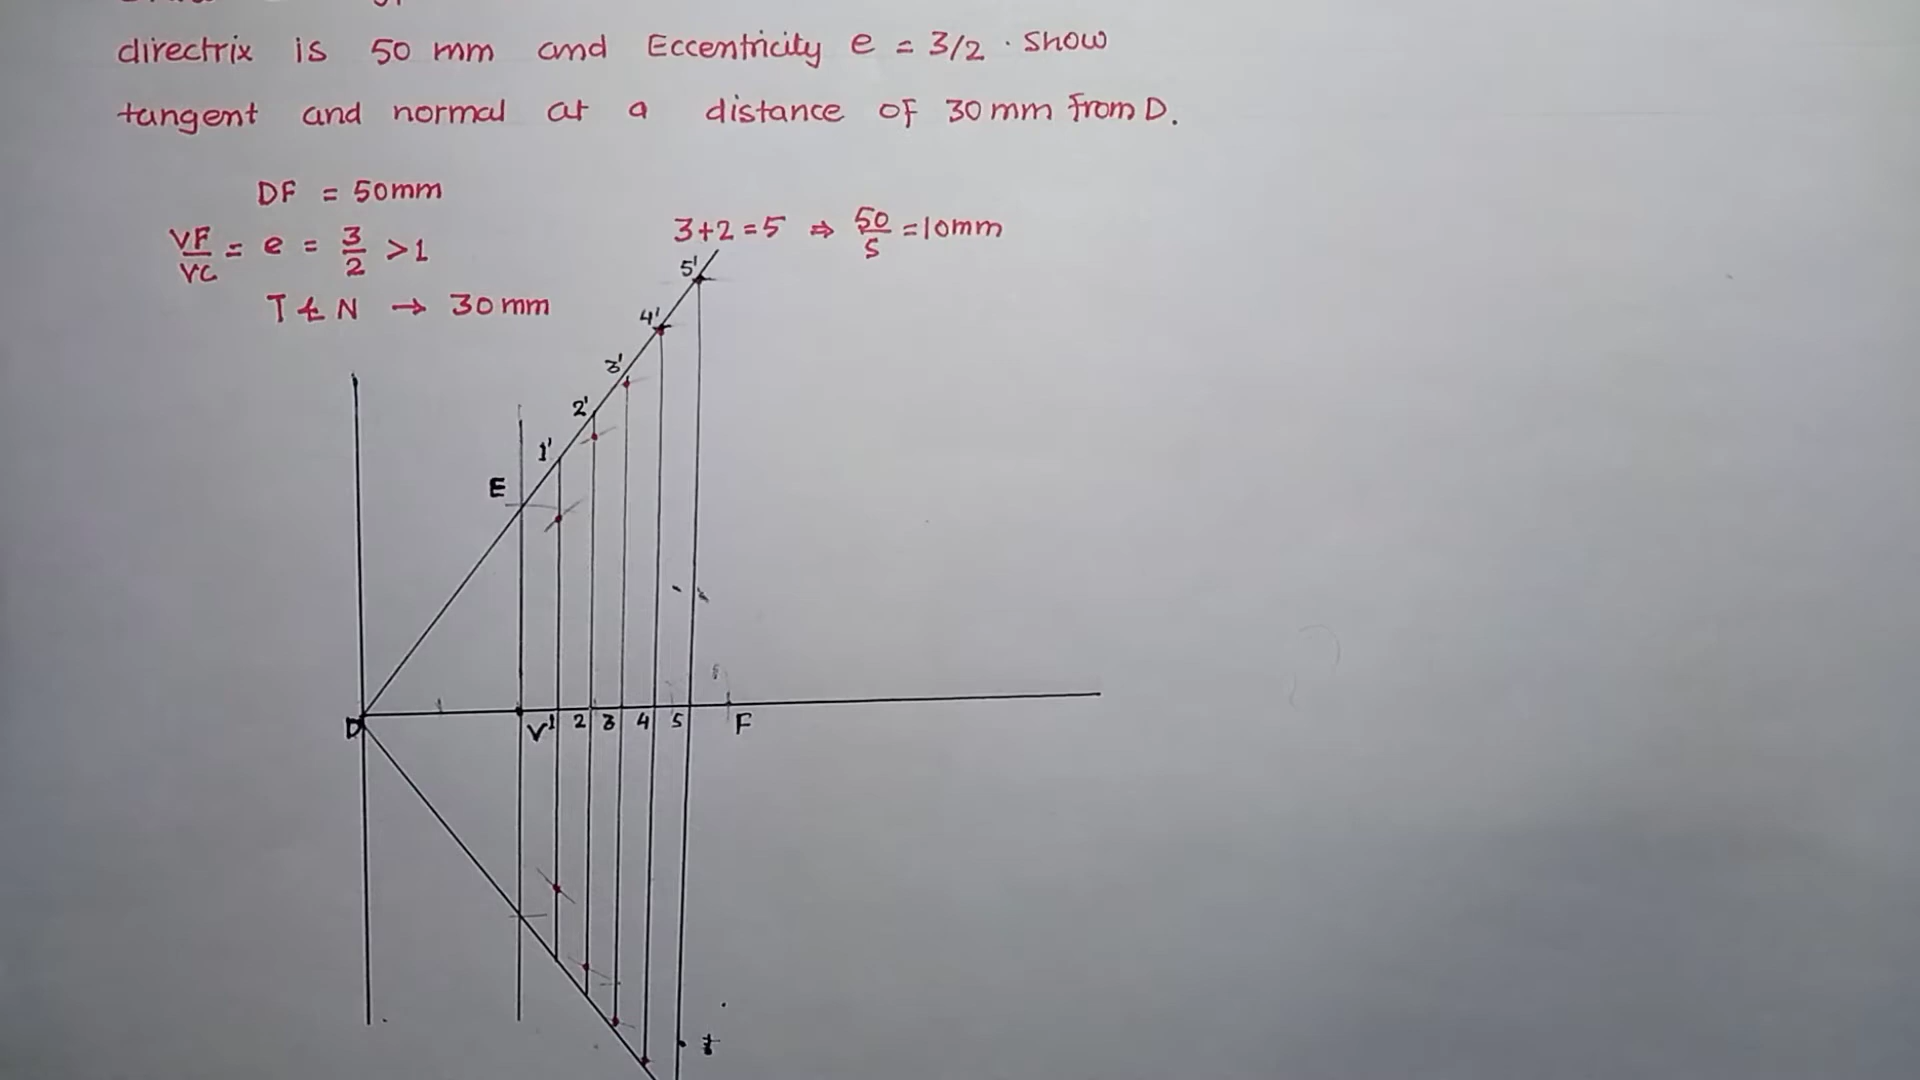 directrix is 50 mm and Eccentricity e = 3/2 . show
tangent and normal at a distance of 30 mm from D.
DF = 50mm
VF/VC = e = 3/2 > 1
3+2=5 ⇒ 50/5 = 10mm
T & N → 30 mm
5'
4'
3'
2'
1'
E
D V 1 2 3 4 5 F